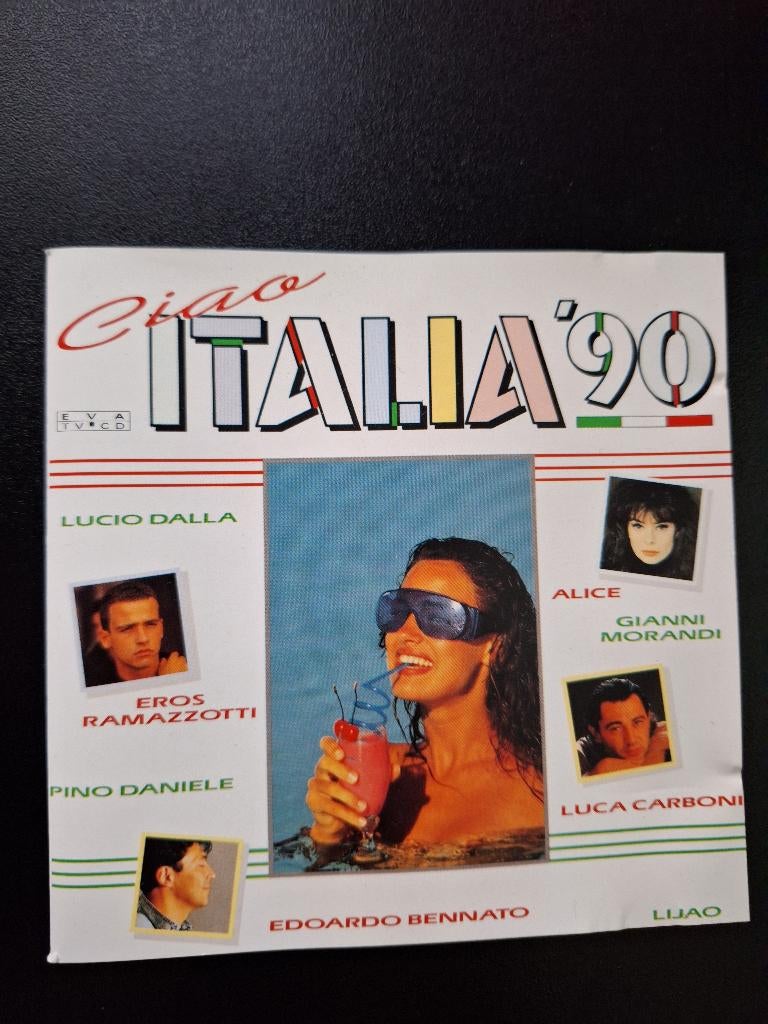 Ciao
ITALIA '90
EVA
TV•CD
LUCIO DALLA
ALICE
GIANNI
MORANDI
EROS
RAMAZZOTTI
PINO DANIELE
LUCA CARBONI
EDOARDO BENNATO
LIJAO